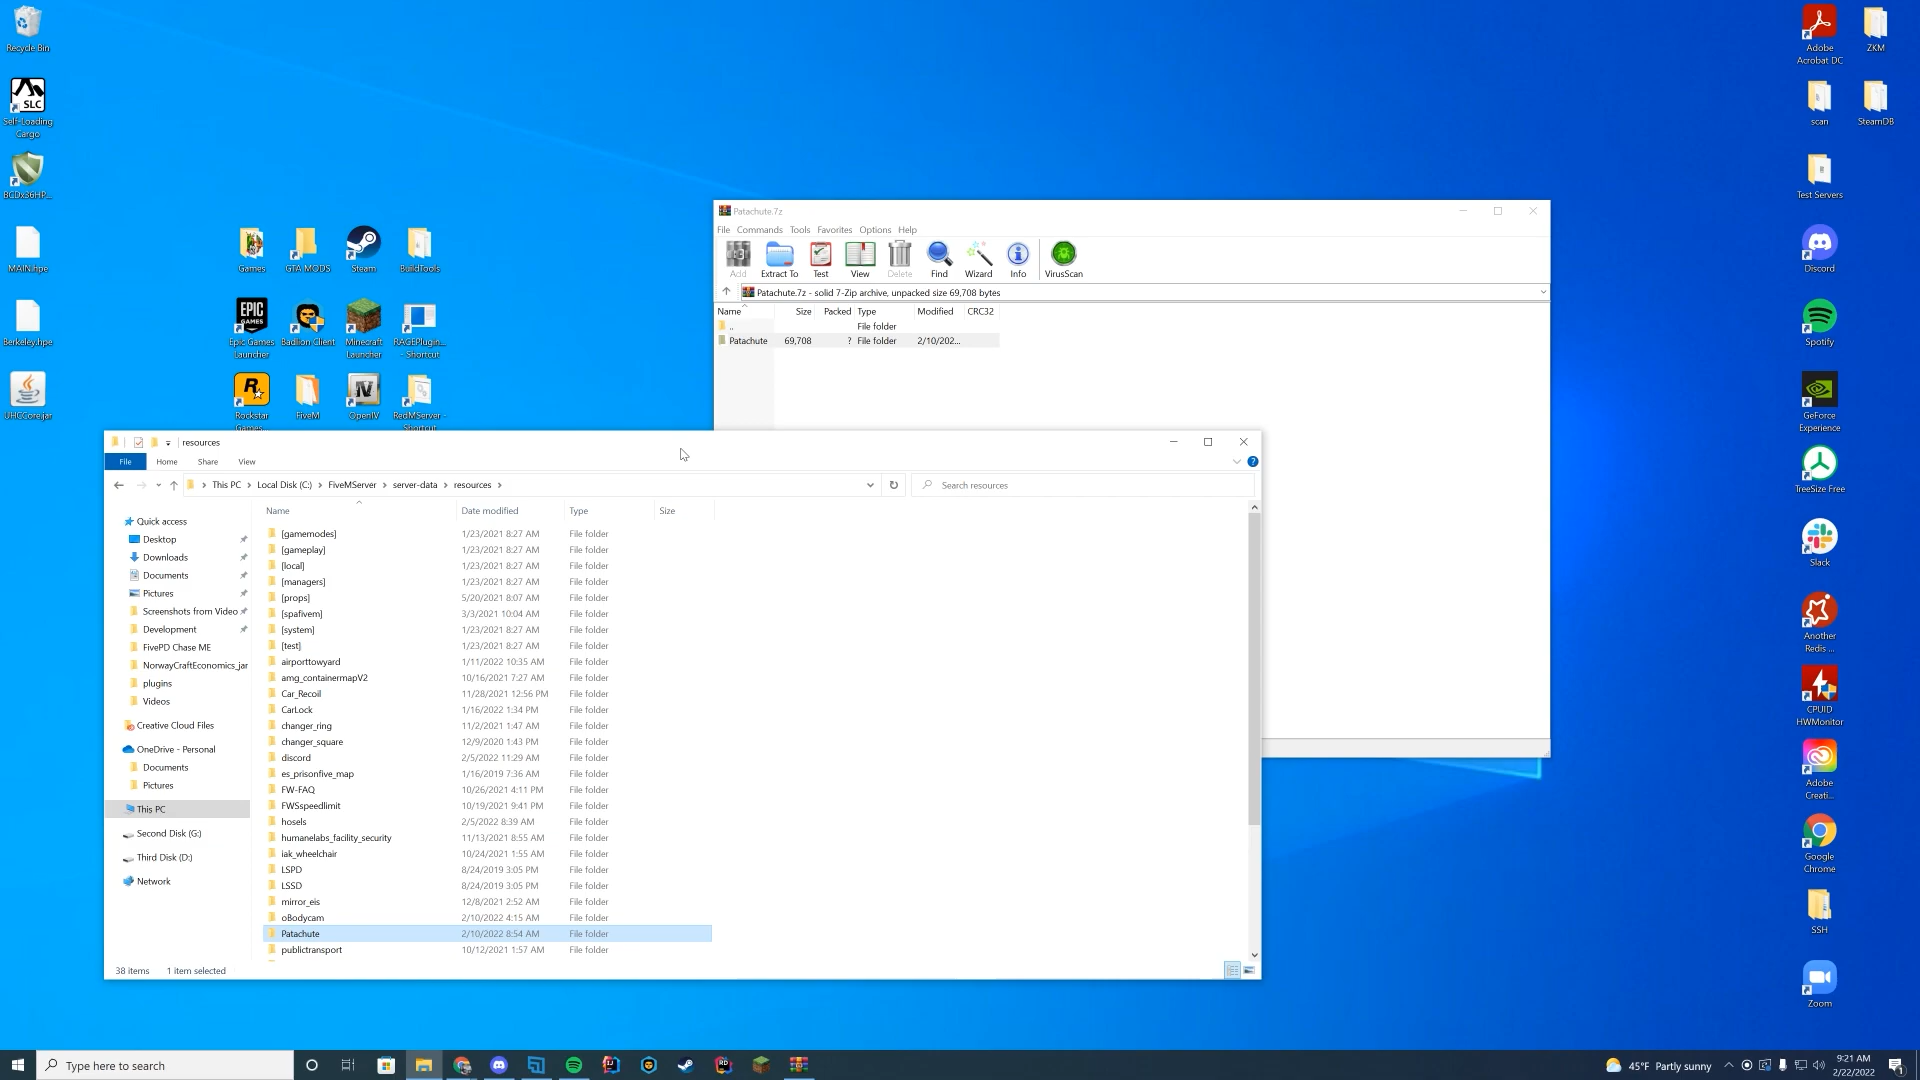 Recycle Bin
SLC
Self-Loading
Cargo
BCDx36HP...
MAIN.hpe
Berkeley.hpe
UHCCore.jar
Games
GTA MODS
Steam
BuildTools
Epic Games
Launcher
Badlion Client
Minecraft
Launcher
RAGEPlugin...
- Shortcut
Rockstar
Games...
FiveM
OpenIV
RedMServer -
Shortcut
Patachute.7z
File Commands Tools Favorites Options Help
Add Extract To Test View Delete Find Wizard Info VirusScan
Patachute.7z - solid 7-Zip archive, unpacked size 69,708 bytes
Name Size Packed Type Modified CRC32
.. File folder
Patachute 69,708 ? File folder 2/10/202...
resources
File Home Share View
This PC > Local Disk (C:) > FiveMServer > server-data > resources >
Search resources
Name Date modified Type Size
Quick access
Desktop
Downloads
Documents
Pictures
Screenshots from Video
Development
FivePD Chase ME
NorwayCraftEconomics_jar
plugins
Videos
Creative Cloud Files
OneDrive - Personal
Documents
Pictures
This PC
Second Disk (G:)
Third Disk (D:)
Network
[gamemodes] 1/23/2021 8:27 AM File folder
[gameplay] 1/23/2021 8:27 AM File folder
[local] 1/23/2021 8:27 AM File folder
[managers] 1/23/2021 8:27 AM File folder
[props] 5/20/2021 8:07 AM File folder
[spafivem] 3/3/2021 10:04 AM File folder
[system] 1/23/2021 8:27 AM File folder
[test] 1/23/2021 8:27 AM File folder
airporttowyard 1/11/2022 10:35 AM File folder
amg_containermapV2 10/16/2021 7:27 AM File folder
Car_Recoil 11/28/2021 12:56 PM File folder
CarLock 1/16/2022 1:34 PM File folder
changer_ring 11/2/2021 1:47 AM File folder
changer_square 12/9/2020 1:43 PM File folder
discord 2/5/2022 11:29 AM File folder
es_prisonfive_map 1/16/2019 7:36 AM File folder
FW-FAQ 10/26/2021 4:11 PM File folder
FWSspeedlimit 10/19/2021 9:41 PM File folder
hosels 2/5/2022 8:39 AM File folder
humanelabs_facility_security 11/13/2021 8:55 AM File folder
iak_wheelchair 10/24/2021 1:55 AM File folder
LSPD 8/24/2019 3:05 PM File folder
LSSD 8/24/2019 3:05 PM File folder
mirror_eis 12/8/2021 2:52 AM File folder
oBodycam 2/10/2022 4:15 AM File folder
Patachute 2/10/2022 8:54 AM File folder
publictransport 10/12/2021 1:57 AM File folder
38 items 1 item selected
Adobe
Acrobat DC
ZKM
scan
SteamDB
Test Servers
Discord
Spotify
GeForce
Experience
TreeSize Free
Slack
Another
Redis ...
CPUID
HWMonitor
Adobe
Creati...
Google
Chrome
SSH
Zoom
Type here to search
45°F Partly sunny
9:21 AM
2/22/2022